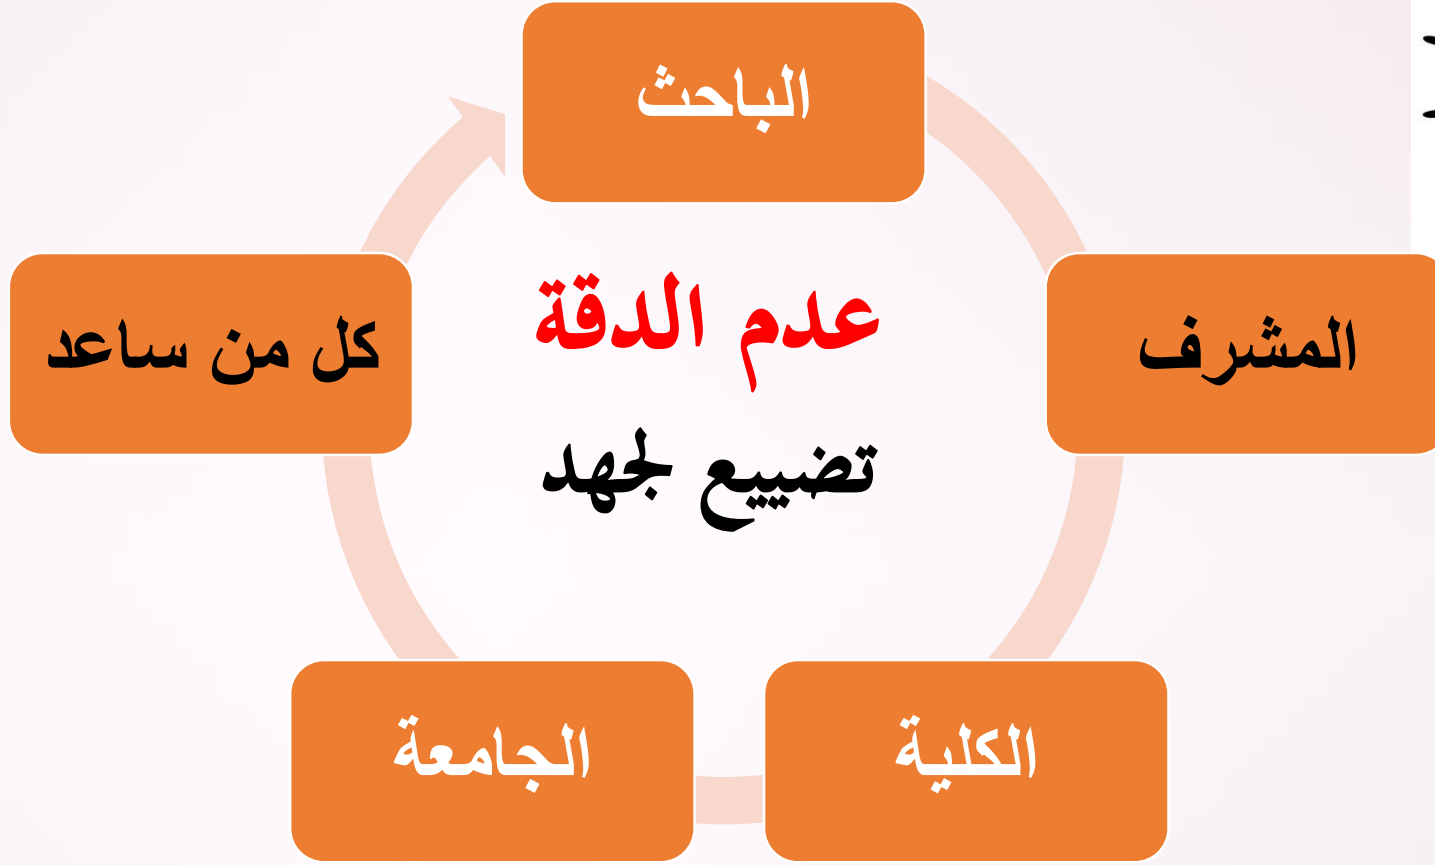 الباحث
عدم الدقة
تضييع لجهد
المشرف
الكلية
الجامعة
كل من ساعد